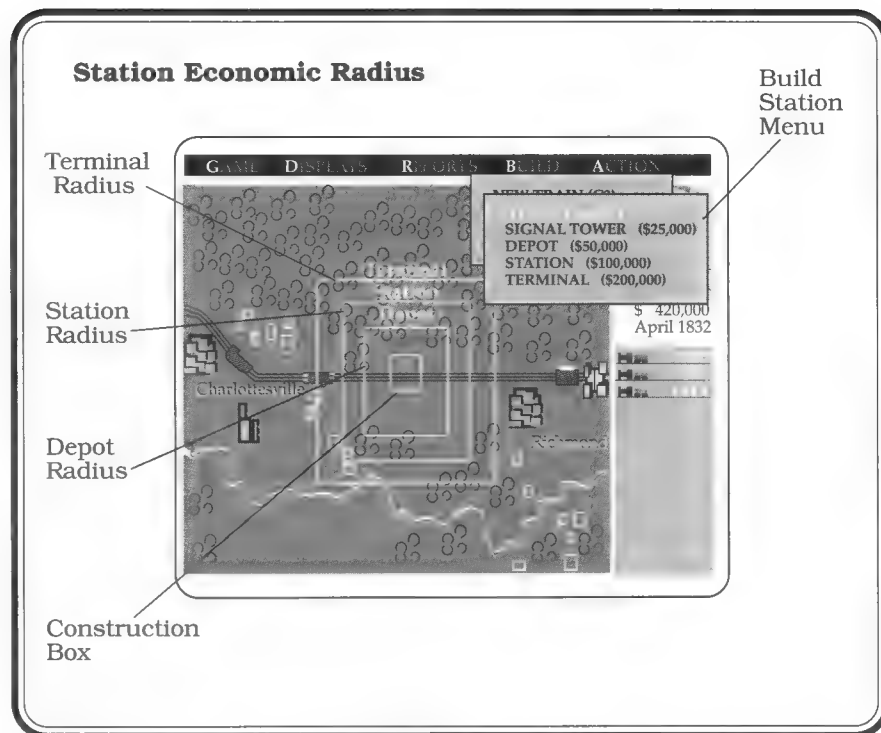 Station Economic Radius
Build
Station
Menu
Terminal
Radius
GAME DISPLAYS REPORTS BUILD ACTION
NEW TRAIN
SIGNAL TOWER ($25,000)
DEPOT ($50,000)
STATION ($100,000)
TERMINAL ($200,000)
Station
Radius
$ 420,000
April 1832
Charlottesville
Richmond
Depot
Radius
Construction
Box